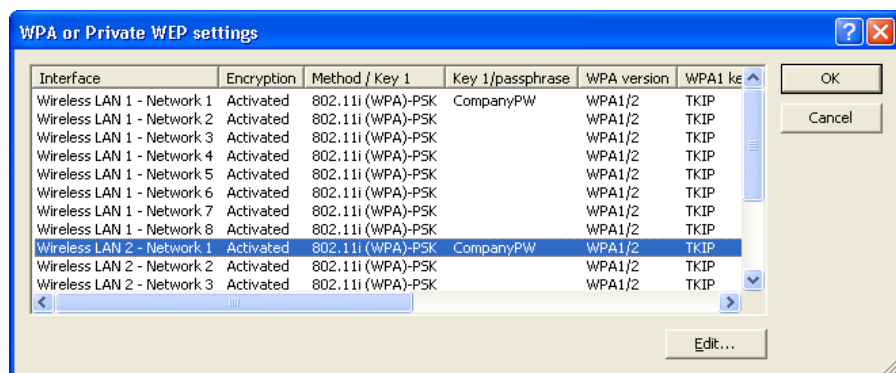 WPA or Private WEP settings
Interface Encryption Method / Key 1 Key 1/passphrase WPA version WPA1 ke
Wireless LAN 1 - Network 1 Activated 802.11i (WPA)-PSK CompanyPW WPA1/2 TKIP
Wireless LAN 1 - Network 2 Activated 802.11i (WPA)-PSK WPA1/2 TKIP
Wireless LAN 1 - Network 3 Activated 802.11i (WPA)-PSK WPA1/2 TKIP
Wireless LAN 1 - Network 4 Activated 802.11i (WPA)-PSK WPA1/2 TKIP
Wireless LAN 1 - Network 5 Activated 802.11i (WPA)-PSK WPA1/2 TKIP
Wireless LAN 1 - Network 6 Activated 802.11i (WPA)-PSK WPA1/2 TKIP
Wireless LAN 1 - Network 7 Activated 802.11i (WPA)-PSK WPA1/2 TKIP
Wireless LAN 1 - Network 8 Activated 802.11i (WPA)-PSK WPA1/2 TKIP
Wireless LAN 2 - Network 1 Activated 802.11i (WPA)-PSK CompanyPW WPA1/2 TKIP
Wireless LAN 2 - Network 2 Activated 802.11i (WPA)-PSK WPA1/2 TKIP
Wireless LAN 2 - Network 3 Activated 802.11i (WPA)-PSK WPA1/2 TKIP
OK
Cancel
Edit...